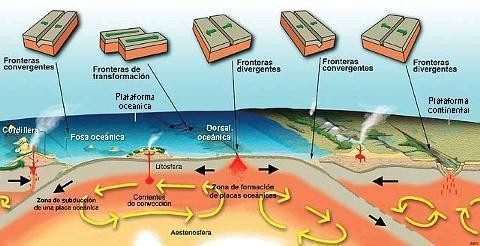 Fronteras
convergentes
Fronteras de
transformación
Fronteras
divergentes
Fronteras
convergentes
Fronteras
divergentes
Plataforma
oceánica
Plataforma
continental
Cordillera
Fosa oceánica
Dorsal
oceánica
Litosfera
Zona de subducción
de una placa oceánica
Corrientes
de convección
Zona de formación
de placas oceánicas
Aestenosfera